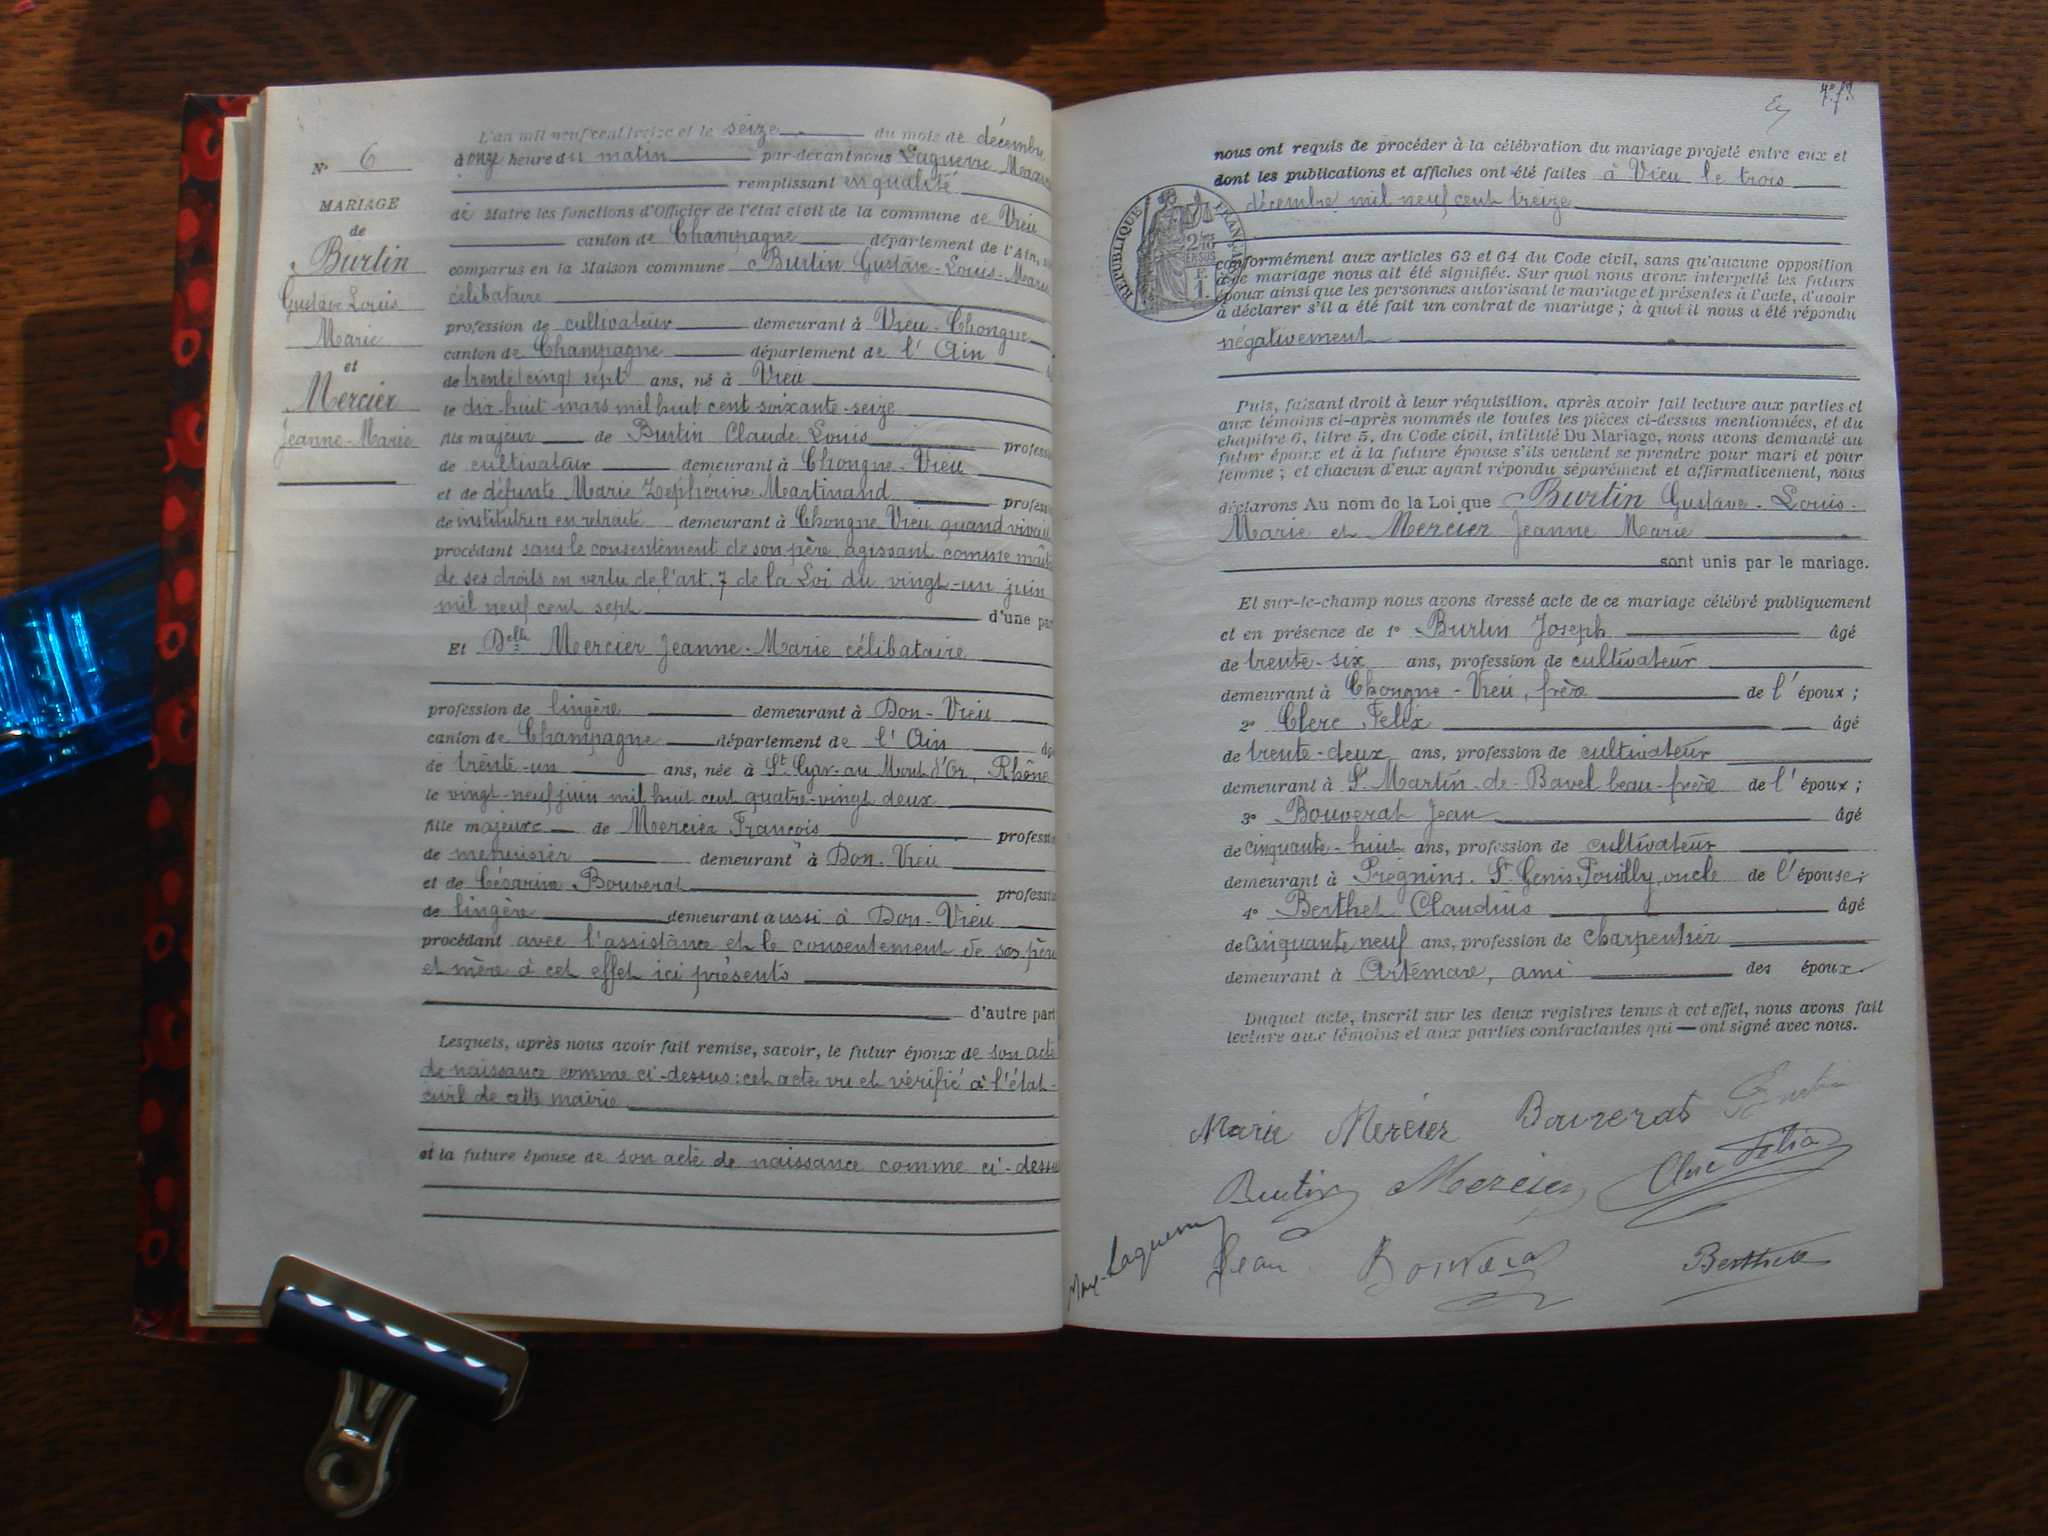 N° 6
MARIAGE
de
Burtin
Gustave Louis
Marie
et
Mercier
Jeanne-Marie
L'an mil neuf cent treize et le seize du mois de décembre
à onze heure du matin par-devant nous Laguerre
remplissant en qualité
de Maire les fonctions d'Officier de l'état civil de la commune de Vieu
canton de Champagne département de l'Ain,
comparus en la Maison commune Burtin Gustave-Louis-Marie
célibataire
profession de cultivateur demeurant à Vieu-Chongne
canton de Champagne département de l'Ain
de trente (cinq) sept ans, né à Vieu
le dix-huit mars mil huit cent soixante-seize
fils majeur de Burtin Claude Louis profess
de cultivateur demeurant à Chongne-Vieu
et de défunte Marie Zéphérine Martinand profess
de institutrice en retraite demeurant à Chongne Vieu quand vivait
procédant sans le consentement de son père agissant comme maître
de ses droits en vertu de l'art. 7 de la Loi du vingt-un juin
mil neuf cent sept d'une par
Et Delle Mercier Jeanne-Marie célibataire
profession de lingère demeurant à Don-Vieu
canton de Champagne département de l'Ain
de trente-un ans, née à St Cyr-au Mont d'Or, Rhône
le vingt-neuf juin mil huit cent quatre-vingt deux
fille majeure de Mercier François profess
de menuisier demeurant à Don-Vieu
et de Césarine Bouverat profess
de lingère demeurant aussi à Don-Vieu
procédant avec l'assistance et le consentement de ses père
et mère à cet effet ici présents
d'autre part
Lesquels, après nous avoir fait remise, savoir, le futur époux de son acte
de naissance comme ci-dessus: cet acte vu et vérifié à l'état-
civil de cette mairie
et la future épouse de son acte de naissance comme ci-dessu
nous ont requis de procéder à la célébration du mariage projeté entre eux et
dont les publications et affiches ont été faites à Vieu le trois
décembre mil neuf cent treize
RÉPUBLIQUE FRANÇAISE
conformément aux articles 63 et 64 du Code civil, sans qu'aucune opposition
à ce mariage nous ait été signifiée. Sur quoi nous avons interpellé les futurs
époux ainsi que les personnes autorisant le mariage et présentes à l'acte, d'avoir
à déclarer s'il a été fait un contrat de mariage; à quoi il nous a été répondu
négativement
Puis, faisant droit à leur réquisition, après avoir fait lecture aux parties et
aux témoins ci-après nommés de toutes les pièces ci-dessus mentionnées, et du
chapitre 6, titre 5, du Code civil, intitulé Du Mariage, nous avons demandé au
futur époux et à la future épouse s'ils veulent se prendre pour mari et pour
femme; et chacun d'eux ayant répondu séparément et affirmativement, nous
déclarons Au nom de la Loi que Burtin Gustave-Louis-
Marie et Mercier Jeanne Marie
sont unis par le mariage.
Et sur-le-champ nous avons dressé acte de ce mariage célébré publiquement
et en présence de 1° Burtin Joseph âgé
de trente-six ans, profession de cultivateur
demeurant à Chongne-Vieu, frère de l'époux;
2° Clerc Felix âgé
de trente-deux ans, profession de cultivateur
demeurant à St Martin-de-Bavel beau-frère de l'époux;
3° Bouverat Jean âgé
de cinquante-huit ans, profession de cultivateur
demeurant à Prégnins. St Genis Pouilly, oncle de l'épouse;
4° Berthet Claudius âgé
de cinquante neuf ans, profession de charpentier
demeurant à Artemare, ami des époux.
Duquel acte, inscrit sur les deux registres tenus à cet effet, nous avons fait
lecture aux témoins et aux parties contractantes qui — ont signé avec nous.
Marie Mercier Bouverat Burtin
Burtin Mercier Clerc Felix
Laguerre Jean Bouverat Berthet